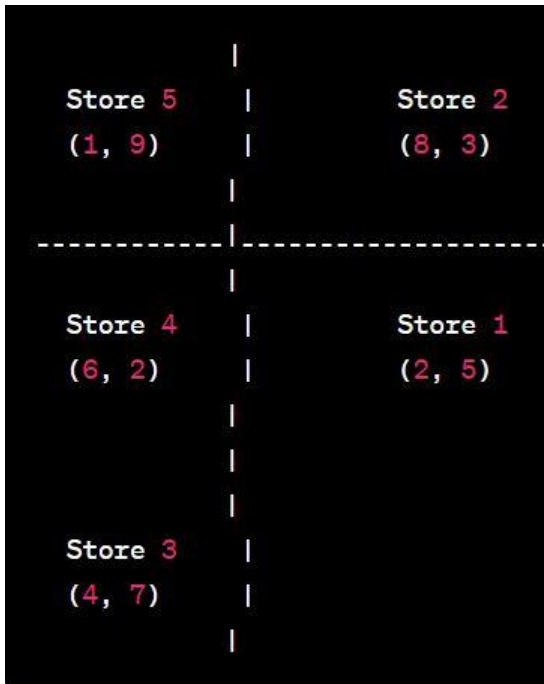 |
Store 5 | Store 2
(1, 9) | (8, 3)
|
|
-------------|----------------------
|
Store 4 | Store 1
(6, 2) | (2, 5)
|
|
|
Store 3 |
(4, 7) |
|